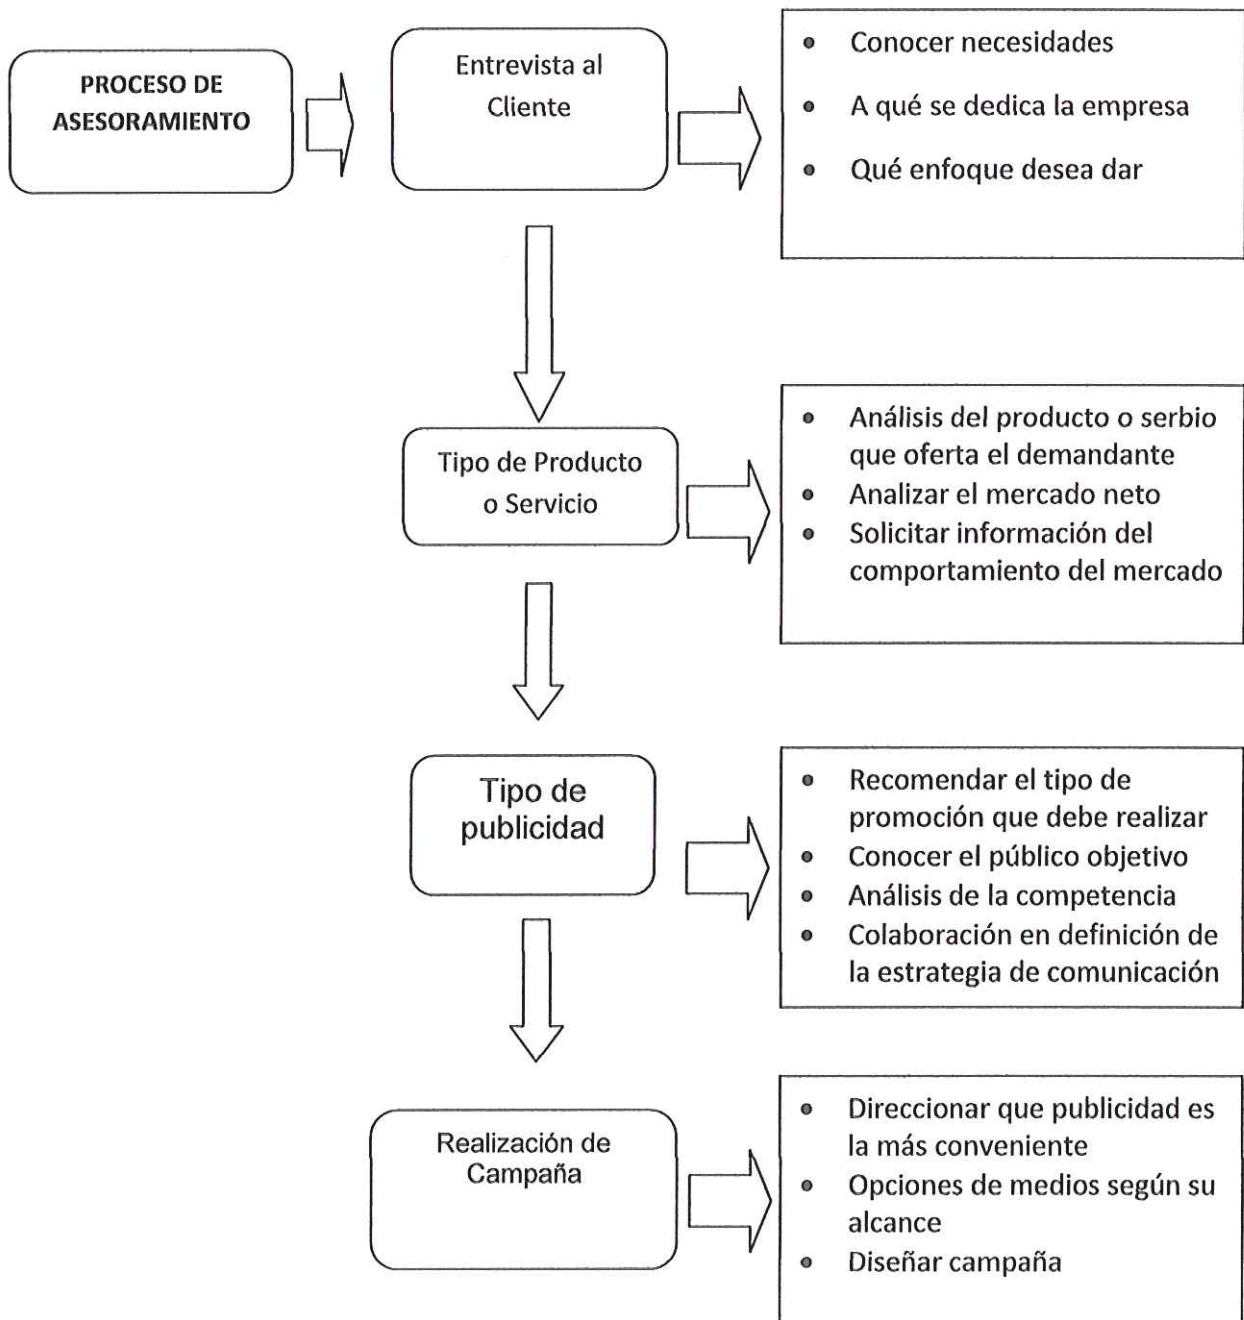 PROCESO DE
ASESORAMIENTO
Entrevista al
Cliente
• Conocer necesidades
• A qué se dedica la empresa
• Qué enfoque desea dar
Tipo de Producto
o Servicio
• Análisis del producto o serbio
que oferta el demandante
• Analizar el mercado neto
• Solicitar información del
comportamiento del mercado
Tipo de
publicidad
• Recomendar el tipo de
promoción que debe realizar
• Conocer el público objetivo
• Análisis de la competencia
• Colaboración en definición de
la estrategia de comunicación
Realización de
Campaña
• Direccionar que publicidad es
la más conveniente
• Opciones de medios según su
alcance
• Diseñar campaña